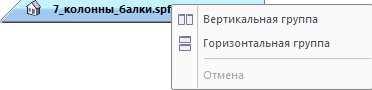 7_колонны_балки.spf
Вертикальная группа
Горизонтальная группа
Отмена